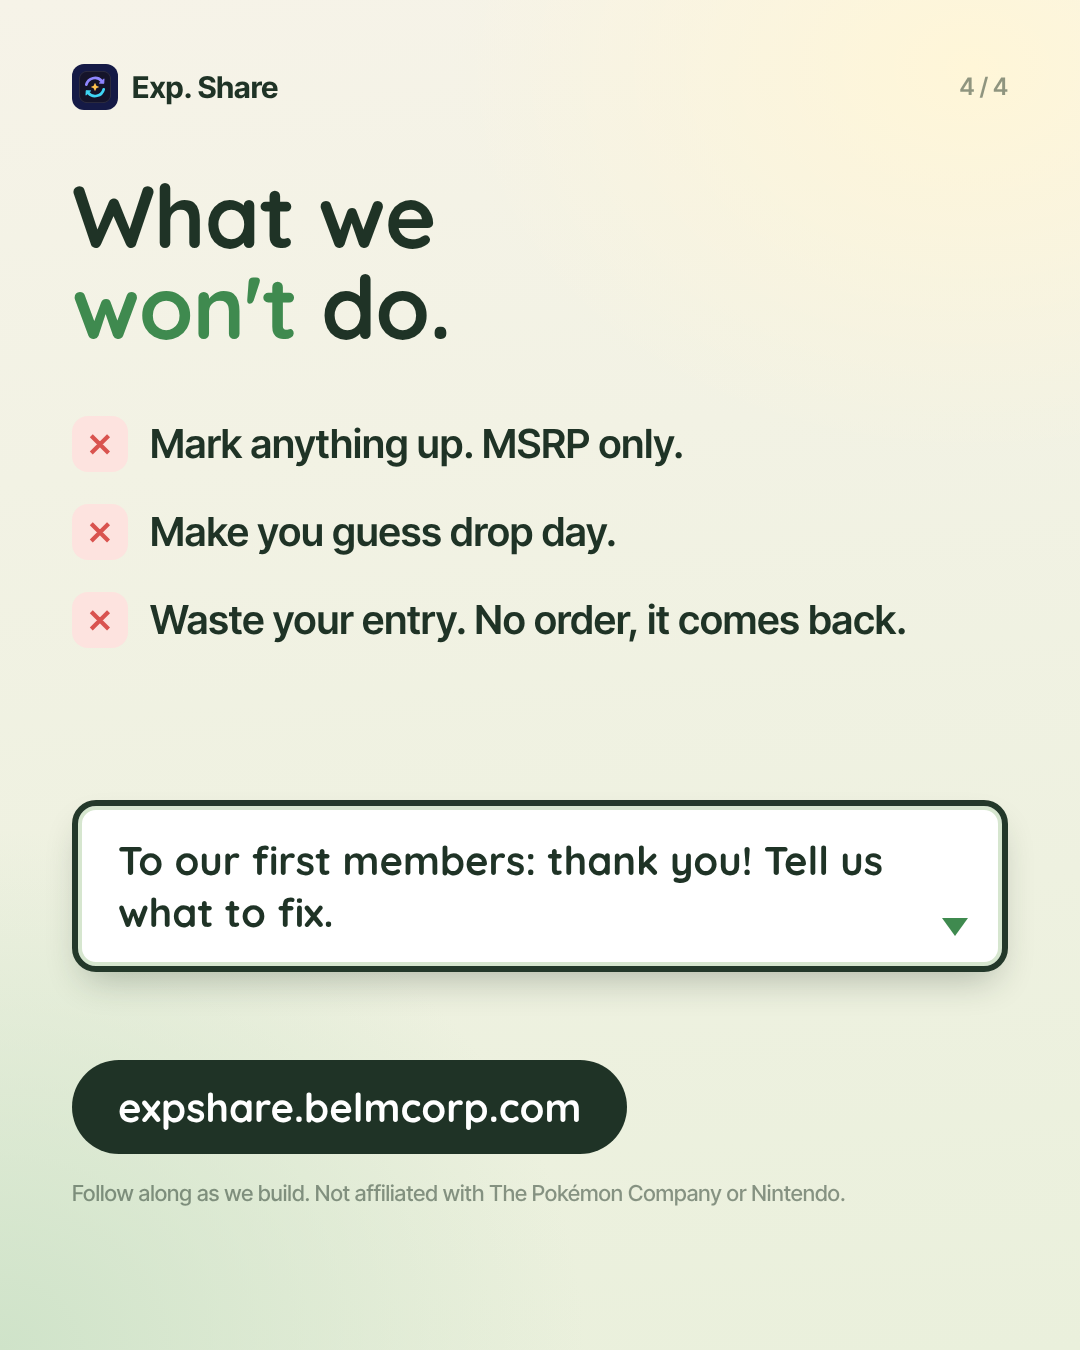 Exp. Share
4 / 4
What we
won't do.
Mark anything up. MSRP only.
Make you guess drop day.
Waste your entry. No order, it comes back.
To our first members: thank you! Tell us
what to fix.
expshare.belmcorp.com
Follow along as we build. Not affiliated with The Pokémon Company or Nintendo.